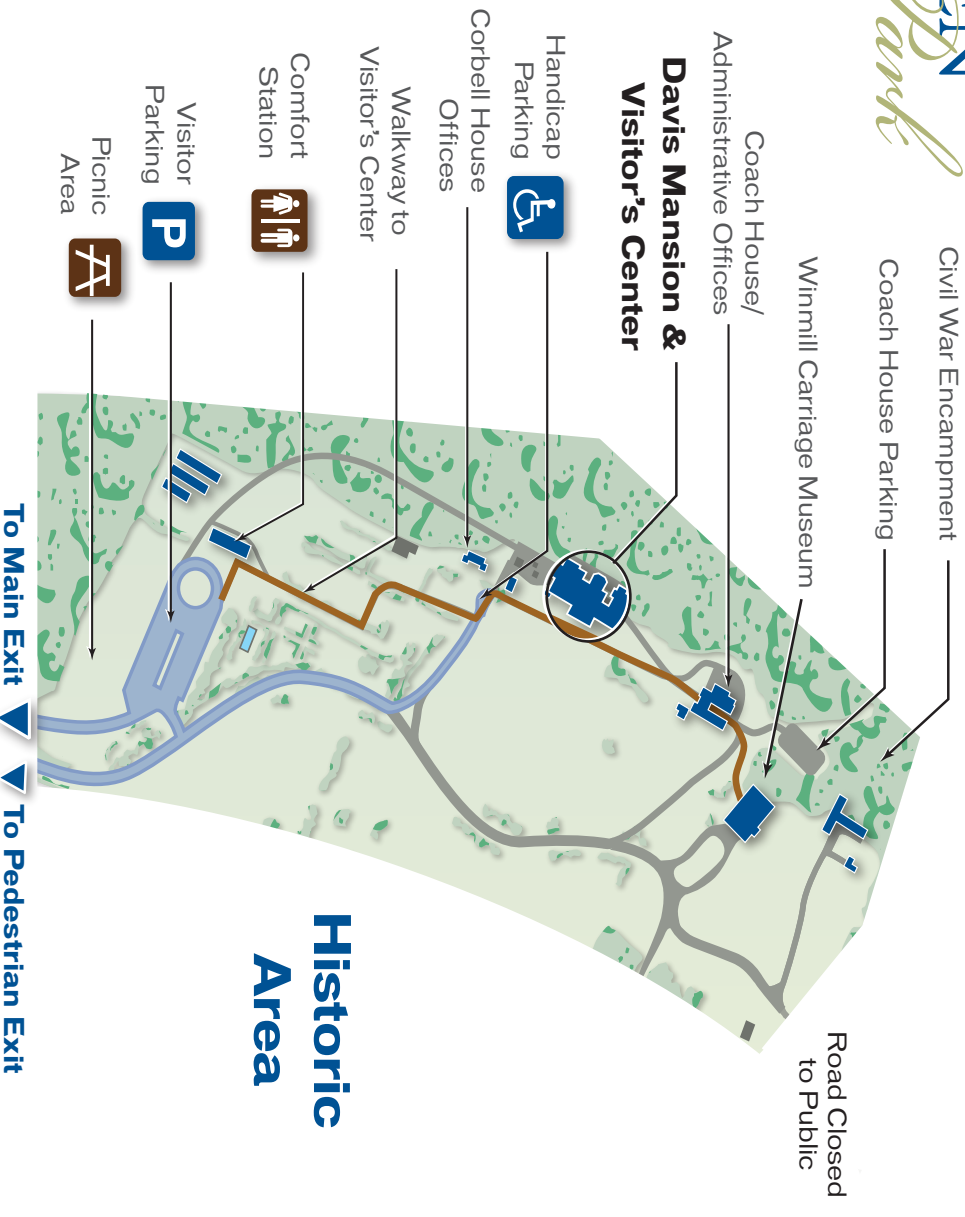 Park
Civil War Encampment
Coach House Parking
Winmill Carriage Museum
Coach House/
Administrative Offices
Davis Mansion &
Visitor's Center
Handicap
Parking
Corbell House
Offices
Walkway to
Visitor's Center
Comfort
Station
Visitor
Parking
P
Picnic
Area
Road Closed
to Public
Historic
Area
To Main Exit
To Pedestrian Exit